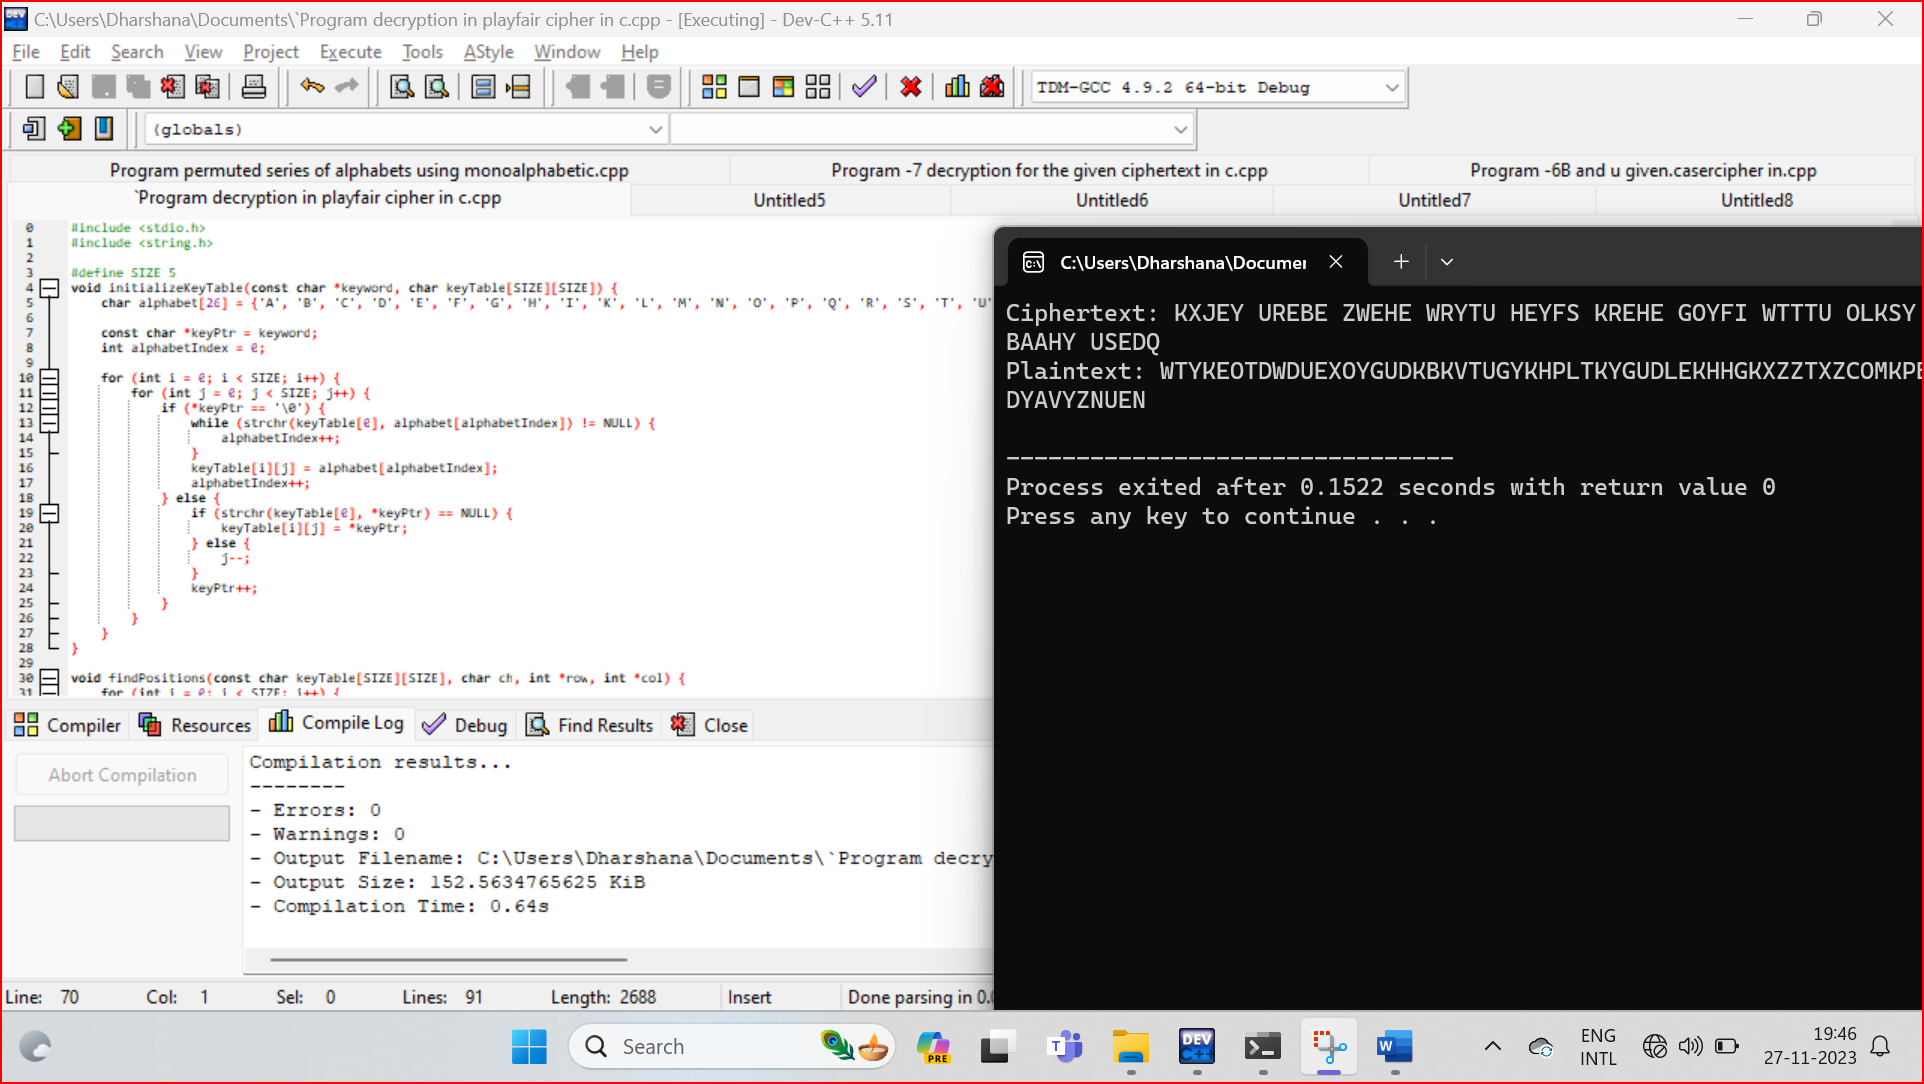 C:\Users\Dharshana\Documents\`Program decryption in playfair cipher in c.cpp - [Executing] - Dev-C++ 5.11
File Edit Search View Project Execute Tools AStyle Window Help
TDM-GCC 4.9.2 64-bit Debug
(globals)
Program permuted series of alphabets using monoalphabetic.cpp Program -7 decryption for the given ciphertext in c.cpp Program -6B and u given.casercipher in.cpp
`Program decryption in playfair cipher in c.cpp Untitled5 Untitled6 Untitled7 Untitled8
0 #include <stdio.h>
1 #include <string.h>
2
3 #define SIZE 5
4 void initializeKeyTable(const char *keyword, char keyTable[SIZE][SIZE]) {
5 char alphabet[26] = {'A', 'B', 'C', 'D', 'E', 'F', 'G', 'H', 'I', 'K', 'L', 'M', 'N', 'O', 'P', 'Q', 'R', 'S', 'T', 'U'
6
7 const char *keyPtr = keyword;
8 int alphabetIndex = 0;
9
10 for (int i = 0; i < SIZE; i++) {
11 for (int j = 0; j < SIZE; j++) {
12 if (*keyPtr == '\0') {
13 while (strchr(keyTable[0], alphabet[alphabetIndex]) != NULL) {
14 alphabetIndex++;
15 }
16 keyTable[i][j] = alphabet[alphabetIndex];
17 alphabetIndex++;
18 } else {
19 if (strchr(keyTable[0], *keyPtr) == NULL) {
20 keyTable[i][j] = *keyPtr;
21 } else {
22 j--;
23 }
24 keyPtr++;
25 }
26 }
27 }
28 }
29
30 void findPositions(const char keyTable[SIZE][SIZE], char ch, int *row, int *col) {
31 for (int i = 0; i < SIZE; i++) {
C:\Users\Dharshana\Documer
Ciphertext: KXJEY UREBE ZWEHE WRYTU HEYFS KREHE GOYFI WTTTU OLKSY
BAAHY USEDQ
Plaintext: WTYKEOTDWDUEXOYGUDKBKVTUGYKHPLTKYGUDLEKHHGKXZZTXZCOMKP
DYAVYZNUEN
--------------------------------
Process exited after 0.1522 seconds with return value 0
Press any key to continue . . .
Compiler Resources Compile Log Debug Find Results Close
Abort Compilation
Compilation results...
--------
- Errors: 0
- Warnings: 0
- Output Filename: C:\Users\Dharshana\Documents\`Program decry
- Output Size: 152.5634765625 KiB
- Compilation Time: 0.64s
Line: 70 Col: 1 Sel: 0 Lines: 91 Length: 2688 Insert Done parsing in 0.0
Search
PRE
T
DEV
C++
W
ENG
INTL
19:46
27-11-2023